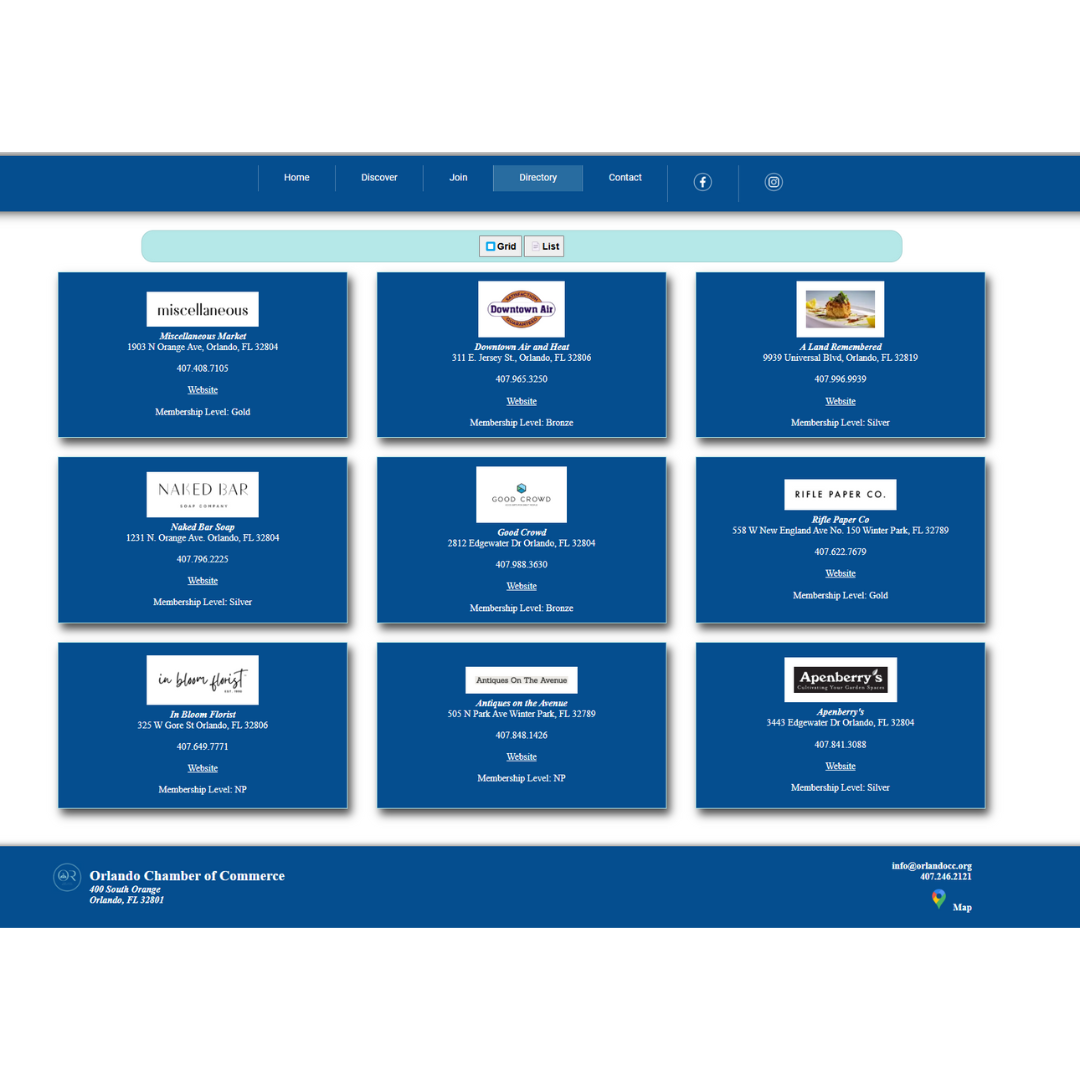 Home
Discover
Join
Directory
Contact
Grid
List
miscellaneous
Miscellaneous Market
1903 N Orange Ave, Orlando, FL 32804
407.408.7105
Website
Membership Level: Gold
SATISFACTION
Downtown Air
GUARANTEED
Downtown Air and Heat
311 E. Jersey St., Orlando, FL 32806
407.965.3250
Website
Membership Level: Bronze
A Land Remembered
9939 Universal Blvd, Orlando, FL 32819
407.996.9939
Website
Membership Level: Silver
NAKED BAR
SOAP COMPANY
Naked Bar Soap
1231 N. Orange Ave. Orlando, FL 32804
407.796.2225
Website
Membership Level: Silver
GOOD CROWD
Good Crowd
2812 Edgewater Dr Orlando, FL 32804
407.988.3630
Website
Membership Level: Bronze
RIFLE PAPER CO.
Rifle Paper Co
558 W New England Ave No. 150 Winter Park, FL 32789
407.622.7679
Website
Membership Level: Gold
in bloom florist
In Bloom Florist
325 W Gore St Orlando, FL 32806
407.649.7771
Website
Membership Level: NP
Antiques On The Avenue
Antiques on the Avenue
505 N Park Ave Winter Park, FL 32789
407.848.1426
Website
Membership Level: NP
Apenberry's
Cultivating Your Garden Spaces
Apenberry's
3443 Edgewater Dr Orlando, FL 32804
407.841.3088
Website
Membership Level: Silver
Orlando Chamber of Commerce
400 South Orange
Orlando, FL 32801
info@orlandocc.org
407.246.2121
Map